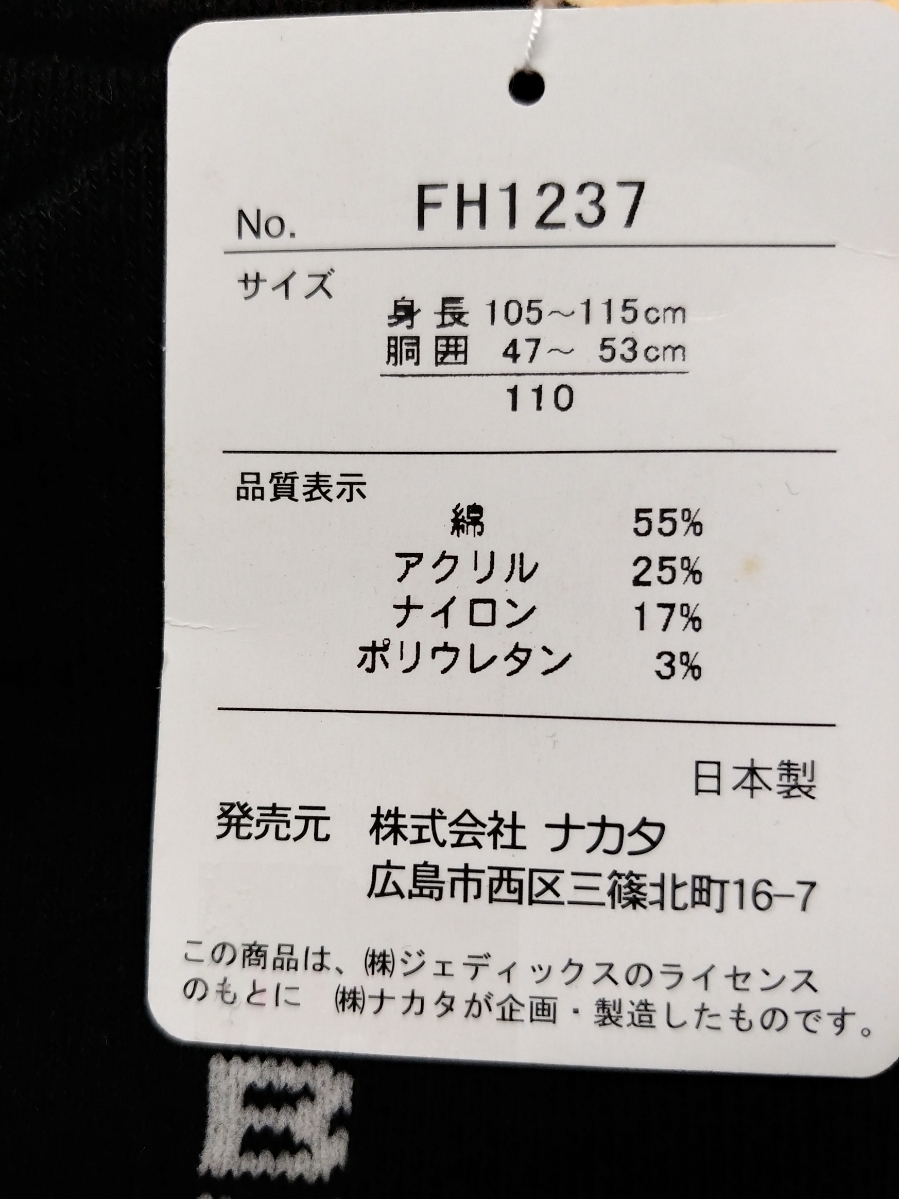 No. FH1237
サイズ
身長 105～115cm
胴囲 47～ 53cm
110
品質表示
綿 55%
アクリル 25%
ナイロン 17%
ポリウレタン 3%
日本製
発売元 株式会社 ナカタ
広島市西区三篠北町16-7
この商品は、㈱ジェディックスのライセンス
のもとに ㈱ナカタが企画・製造したものです。